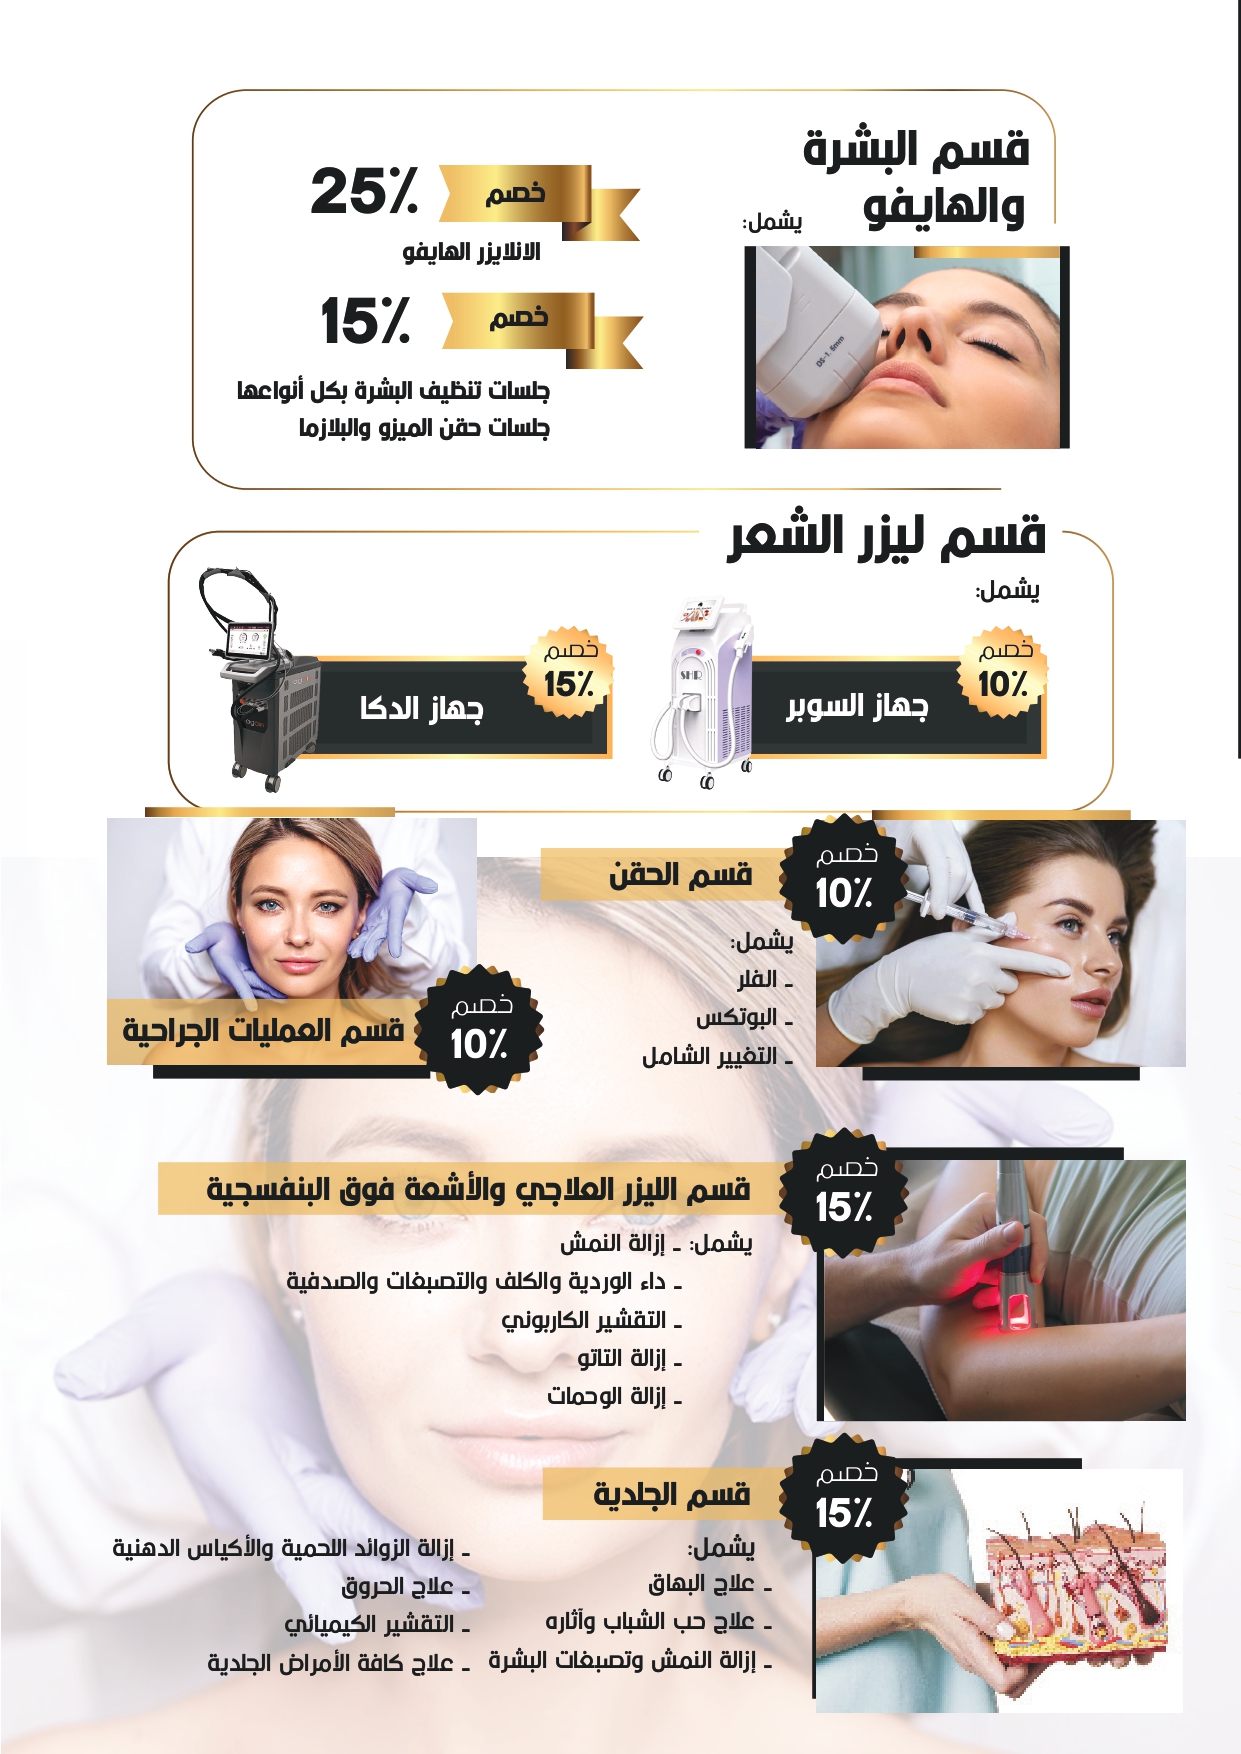 قسم البشرة
والهايفو
يشمل:
خصم 25٪
الانلايزر الهايفو
خصم 15٪
جلسات تنظيف البشرة بكل أنواعها
جلسات حقن الميزو والبلازما
DS-1. 5mm
قسم ليزر الشعر
يشمل:
خصم
10٪
جهاز السوبر
SHR
خصم
15٪
جهاز الدكا
قسم الحقن
خصم
10٪
يشمل:
- الفلر
- البوتكس
- التغيير الشامل
قسم العمليات الجراحية
خصم
10٪
قسم الليزر العلاجي والأشعة فوق البنفسجية
خصم
15٪
يشمل: - إزالة النمش
- داء الوردية والكلف والتصبغات والصدفية
- التقشير الكاربوني
- إزالة التاتو
- إزالة الوحمات
قسم الجلدية
خصم
15٪
يشمل:
- علاج البهاق
- علاج حب الشباب وآثاره
- إزالة النمش وتصبغات البشرة
- إزالة الزوائد اللحمية والأكياس الدهنية
- علاج الحروق
- التقشير الكيميائي
- علاج كافة الأمراض الجلدية